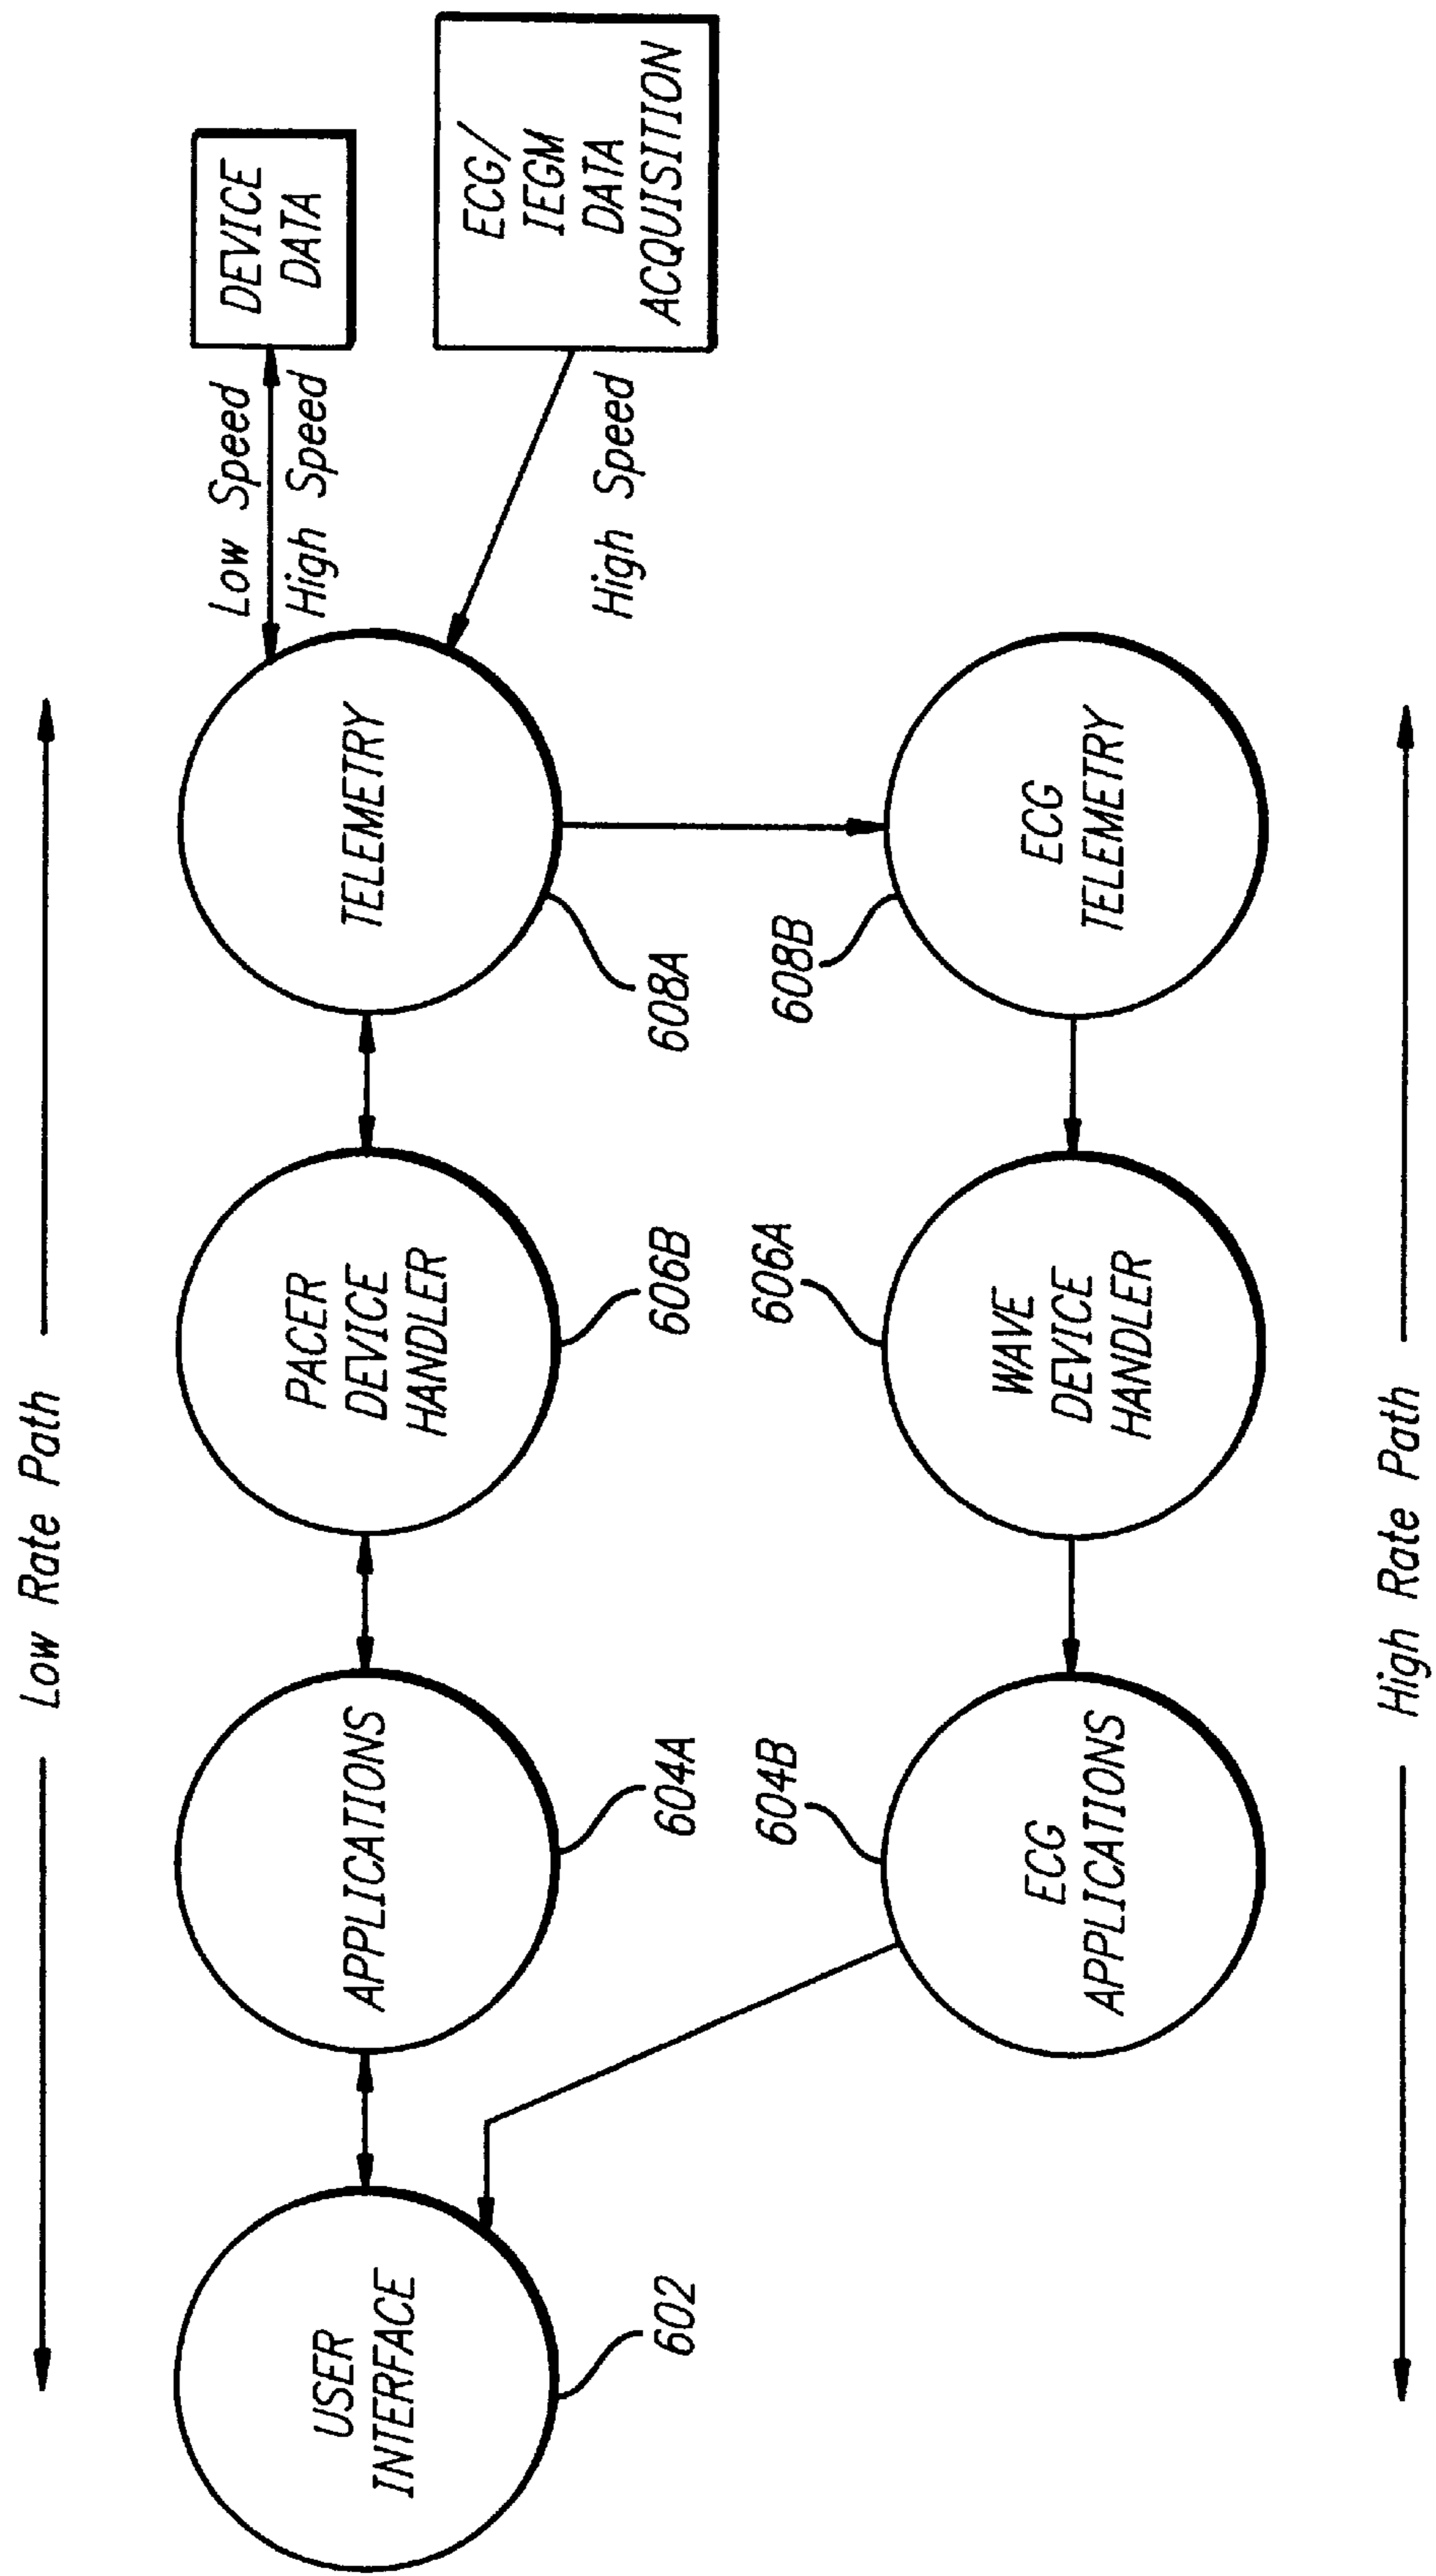 Low Rate Path
USER
INTERFACE
602
APPLICATIONS
604A
PACER
DEVICE
HANDLER
606B
TELEMETRY
608A
Low Speed
High Speed
DEVICE
DATA
High Speed
ECG/
IEGM
DATA
ACQUISITION
604B
ECG
APPLICATIONS
606A
WAVE
DEVICE
HANDLER
608B
ECG
TELEMETRY
High Rate Path